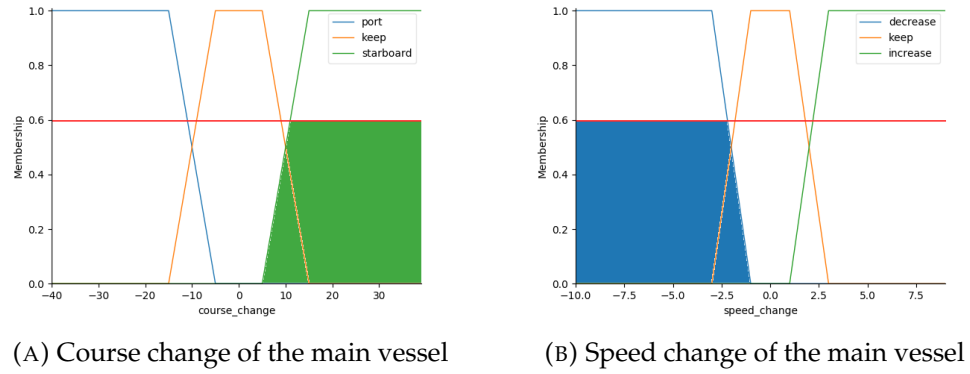 1.0
0.8
0.6
0.4
0.2
0.0
Membership
port
keep
starboard
−40 −30 −20 −10 0 10 20 30
course_change
(A) Course change of the main vessel
1.0
0.8
0.6
0.4
0.2
0.0
Membership
decrease
keep
increase
−10.0 −7.5 −5.0 −2.5 0.0 2.5 5.0 7.5
speed_change
(B) Speed change of the main vessel